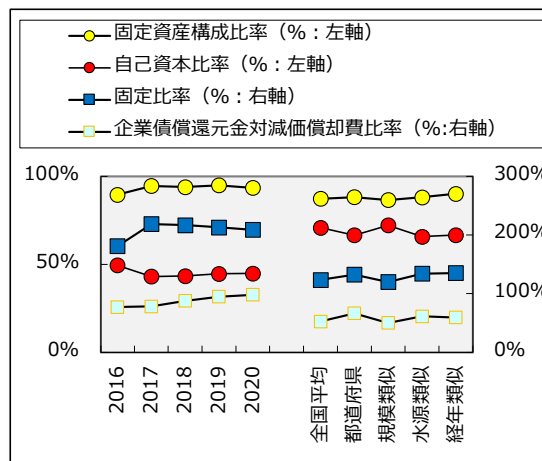 固定資産構成比率（%：左軸）
自己資本比率（%：左軸）
固定比率（%：右軸）
企業債償還元金対減価償却費比率（%:右軸）
100%
50%
0%
300%
200%
100%
0%
2016
2017
2018
2019
2020
全国平均
都道府県
規模類似
水源類似
経年類似